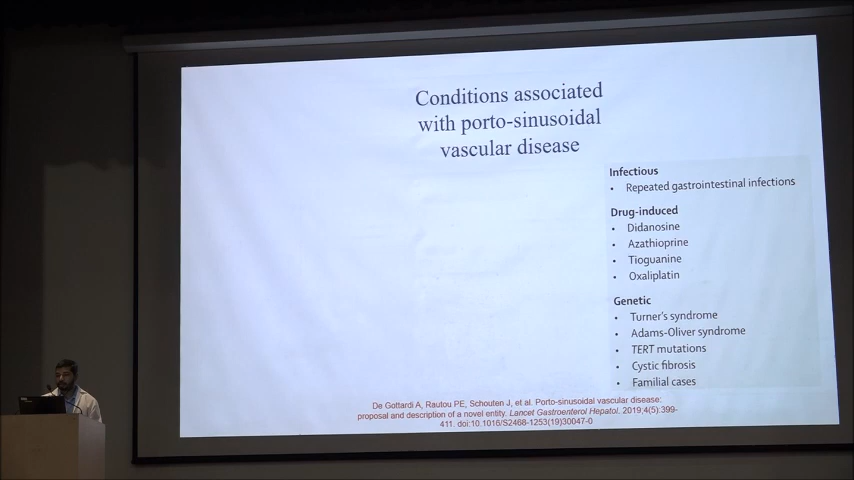 Conditions associated
with porto-sinusoidal
vascular disease
Infectious
• Repeated gastrointestinal infections
Drug-induced
• Didanosine
• Azathioprine
• Tioguanine
• Oxaliplatin
Genetic
• Turner's syndrome
• Adams-Oliver syndrome
• TERT mutations
• Cystic fibrosis
• Familial cases
De Gottardi A, Rautou PE, Schouten J, et al. Porto-sinusoidal vascular disease:
proposal and description of a novel entity. Lancet Gastroenterol Hepatol. 2019;4(5):399-
411. doi:10.1016/S2468-1253(19)30047-0